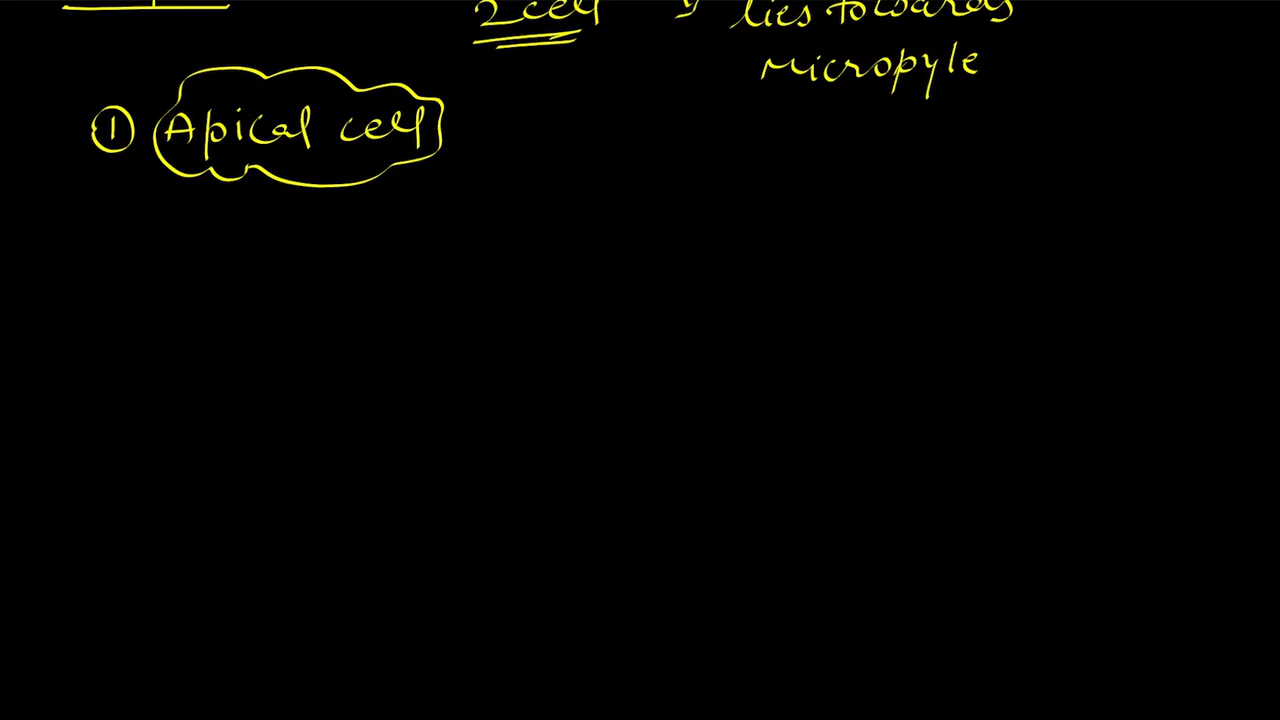 2 cell lies towards
micropyle
① Apical cell